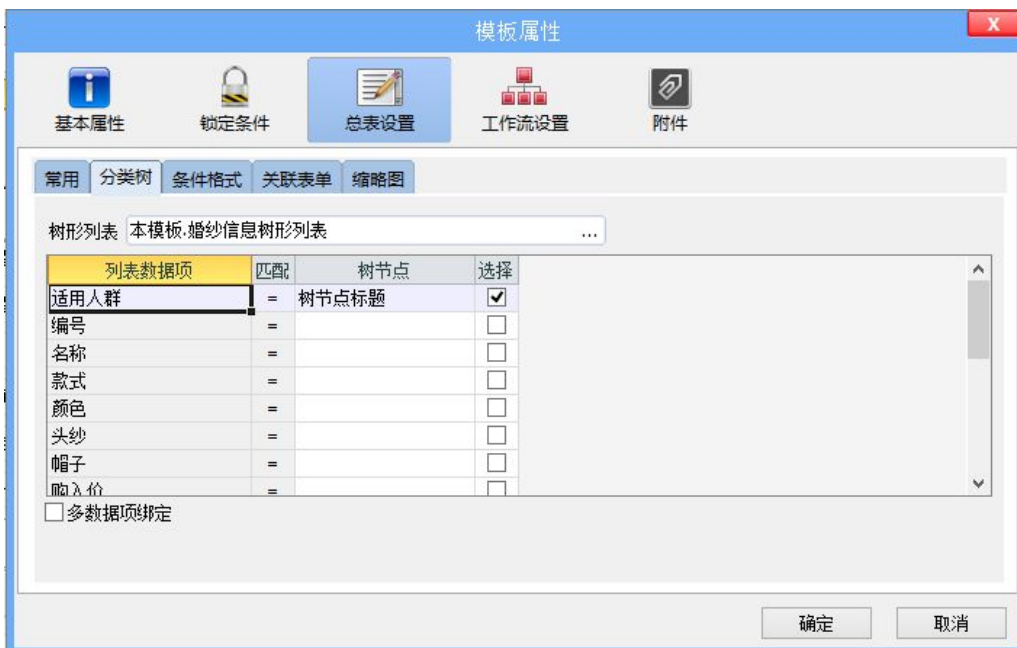 模板属性
X
基本属性 锁定条件 总表设置 工作流设置 附件
常用 分类树 条件格式 关联表单 缩略图
树形列表 本模板.婚纱信息树形列表 ...
列表数据项 匹配 树节点 选择
适用人群 = 树节点标题
编号 =
名称 =
款式 =
颜色 =
头纱 =
帽子 =
购入价 =
多数据项绑定
确定 取消